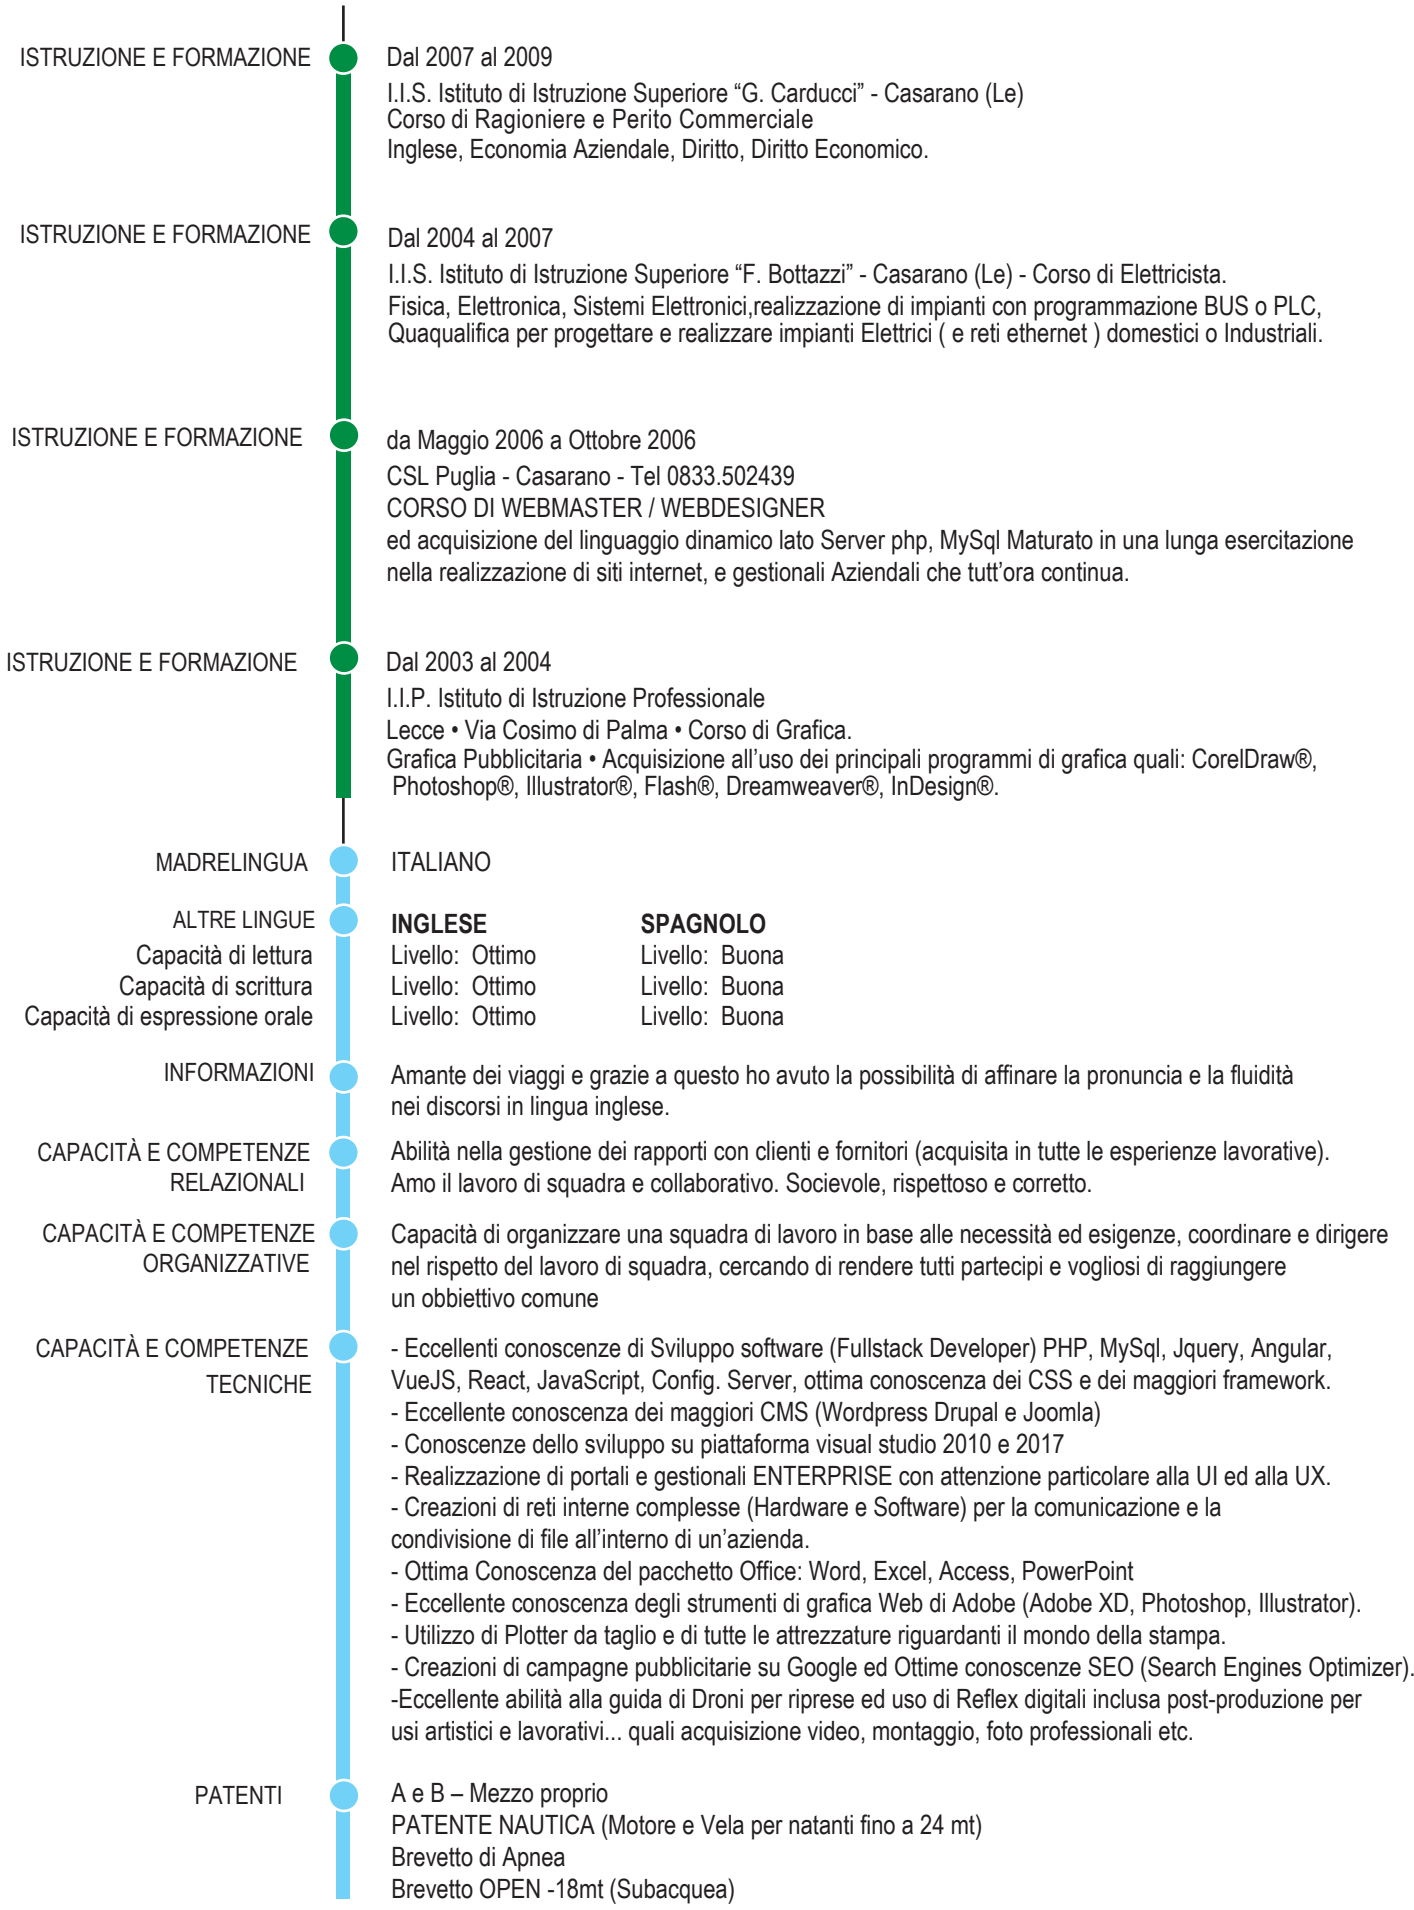 ISTRUZIONE E FORMAZIONE
Dal 2007 al 2009
I.I.S. Istituto di Istruzione Superiore “G. Carducci” - Casarano (Le)
Corso di Ragioniere e Perito Commerciale
Inglese, Economia Aziendale, Diritto, Diritto Economico.
ISTRUZIONE E FORMAZIONE
Dal 2004 al 2007
I.I.S. Istituto di Istruzione Superiore “F. Bottazzi” - Casarano (Le) - Corso di Elettricista.
Fisica, Elettronica, Sistemi Elettronici,realizzazione di impianti con programmazione BUS o PLC,
Quaqualifica per progettare e realizzare impianti Elettrici ( e reti ethernet ) domestici o Industriali.
ISTRUZIONE E FORMAZIONE
da Maggio 2006 a Ottobre 2006
CSL Puglia - Casarano - Tel 0833.502439
CORSO DI WEBMASTER / WEBDESIGNER
ed acquisizione del linguaggio dinamico lato Server php, MySql Maturato in una lunga esercitazione
nella realizzazione di siti internet, e gestionali Aziendali che tutt’ora continua.
ISTRUZIONE E FORMAZIONE
Dal 2003 al 2004
I.I.P. Istituto di Istruzione Professionale
Lecce • Via Cosimo di Palma • Corso di Grafica.
Grafica Pubblicitaria • Acquisizione all’uso dei principali programmi di grafica quali: CorelDraw®,
Photoshop®, Illustrator®, Flash®, Dreamweaver®, InDesign®.
MADRELINGUA ITALIANO
ALTRE LINGUE INGLESE SPAGNOLO
Capacità di lettura Livello: Ottimo Livello: Buona
Capacità di scrittura Livello: Ottimo Livello: Buona
Capacità di espressione orale Livello: Ottimo Livello: Buona
INFORMAZIONI
Amante dei viaggi e grazie a questo ho avuto la possibilità di affinare la pronuncia e la fluidità
nei discorsi in lingua inglese.
CAPACITÀ E COMPETENZE
RELAZIONALI
Abilità nella gestione dei rapporti con clienti e fornitori (acquisita in tutte le esperienze lavorative).
Amo il lavoro di squadra e collaborativo. Socievole, rispettoso e corretto.
CAPACITÀ E COMPETENZE
ORGANIZZATIVE
Capacità di organizzare una squadra di lavoro in base alle necessità ed esigenze, coordinare e dirigere
nel rispetto del lavoro di squadra, cercando di rendere tutti partecipi e vogliosi di raggiungere
un obbiettivo comune
CAPACITÀ E COMPETENZE
TECNICHE
- Eccellenti conoscenze di Sviluppo software (Fullstack Developer) PHP, MySql, Jquery, Angular,
VueJS, React, JavaScript, Config. Server, ottima conoscenza dei CSS e dei maggiori framework.
- Eccellente conoscenza dei maggiori CMS (Wordpress Drupal e Joomla)
- Conoscenze dello sviluppo su piattaforma visual studio 2010 e 2017
- Realizzazione di portali e gestionali ENTERPRISE con attenzione particolare alla UI ed alla UX.
- Creazioni di reti interne complesse (Hardware e Software) per la comunicazione e la
condivisione di file all’interno di un’azienda.
- Ottima Conoscenza del pacchetto Office: Word, Excel, Access, PowerPoint
- Eccellente conoscenza degli strumenti di grafica Web di Adobe (Adobe XD, Photoshop, Illustrator).
- Utilizzo di Plotter da taglio e di tutte le attrezzature riguardanti il mondo della stampa.
- Creazioni di campagne pubblicitarie su Google ed Ottime conoscenze SEO (Search Engines Optimizer).
-Eccellente abilità alla guida di Droni per riprese ed uso di Reflex digitali inclusa post-produzione per
usi artistici e lavorativi... quali acquisizione video, montaggio, foto professionali etc.
PATENTI
A e B – Mezzo proprio
PATENTE NAUTICA (Motore e Vela per natanti fino a 24 mt)
Brevetto di Apnea
Brevetto OPEN -18mt (Subacquea)